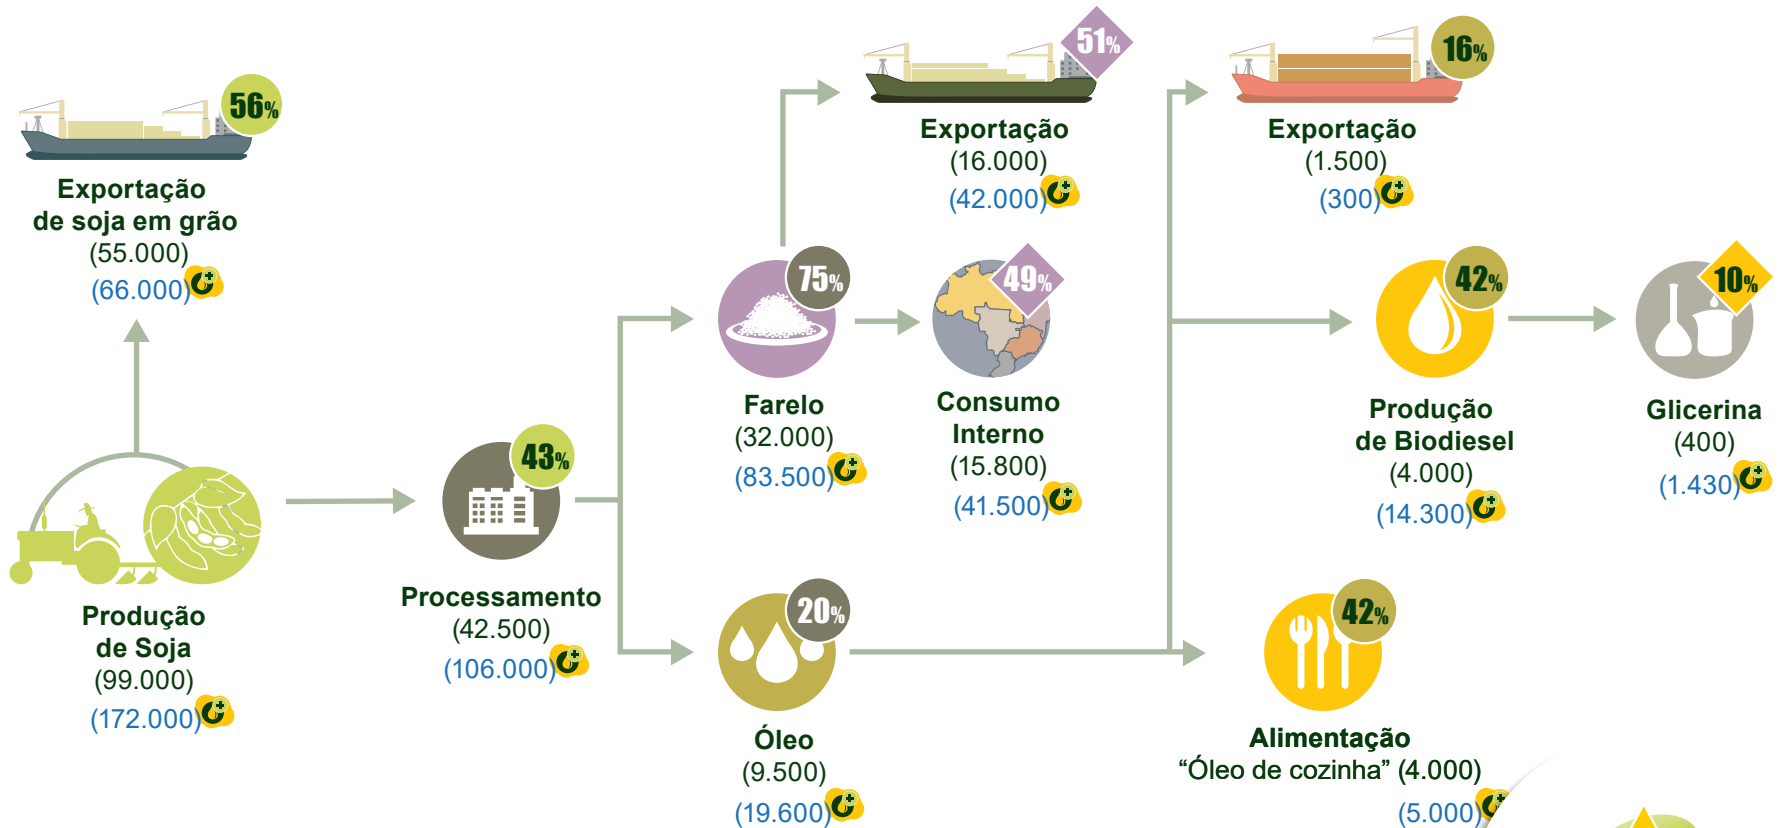 56%
Exportação
de soja em grão
(55.000)
(66.000)
Produção
de Soja
(99.000)
(172.000)
43%
Processamento
(42.500)
(106.000)
51%
Exportação
(16.000)
(42.000)
75%
Farelo
(32.000)
(83.500)
49%
Consumo
Interno
(15.800)
(41.500)
20%
Óleo
(9.500)
(19.600)
16%
Exportação
(1.500)
(300)
42%
Produção
de Biodiesel
(4.000)
(14.300)
10%
Glicerina
(400)
(1.430)
42%
Alimentação
“Óleo de cozinha” (4.000)
(5.000)